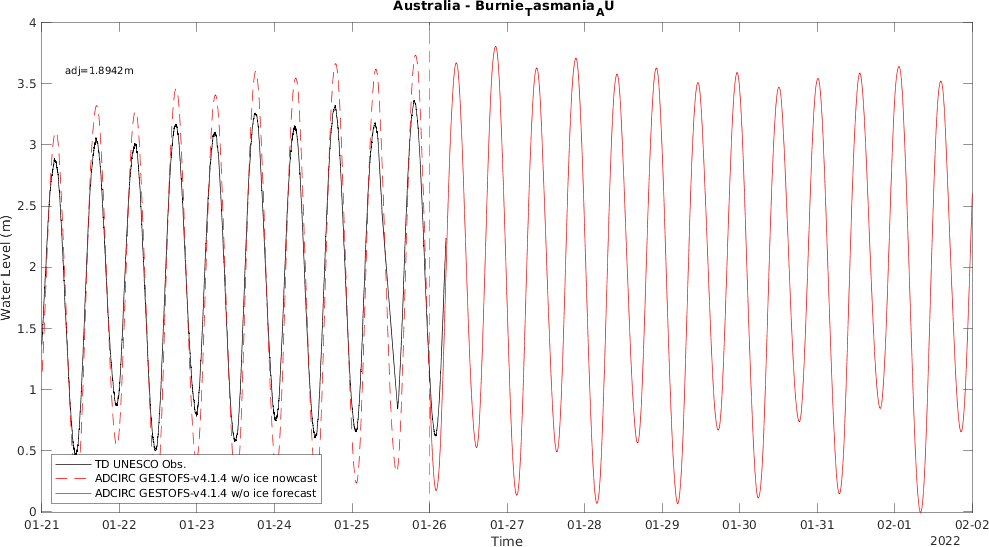 Australia - Burnie_Tasmania_AU
adj=1.8942m
Water Level (m)
4
3.5
3
2.5
2
1.5
1
0.5
0
TD UNESCO Obs.
ADCIRC GESTOFS-v4.1.4 w/o ice nowcast
ADCIRC GESTOFS-v4.1.4 w/o ice forecast
01-21 01-22 01-23 01-24 01-25 01-26 01-27 01-28 01-29 01-30 01-31 02-01 02-02
Time
2022